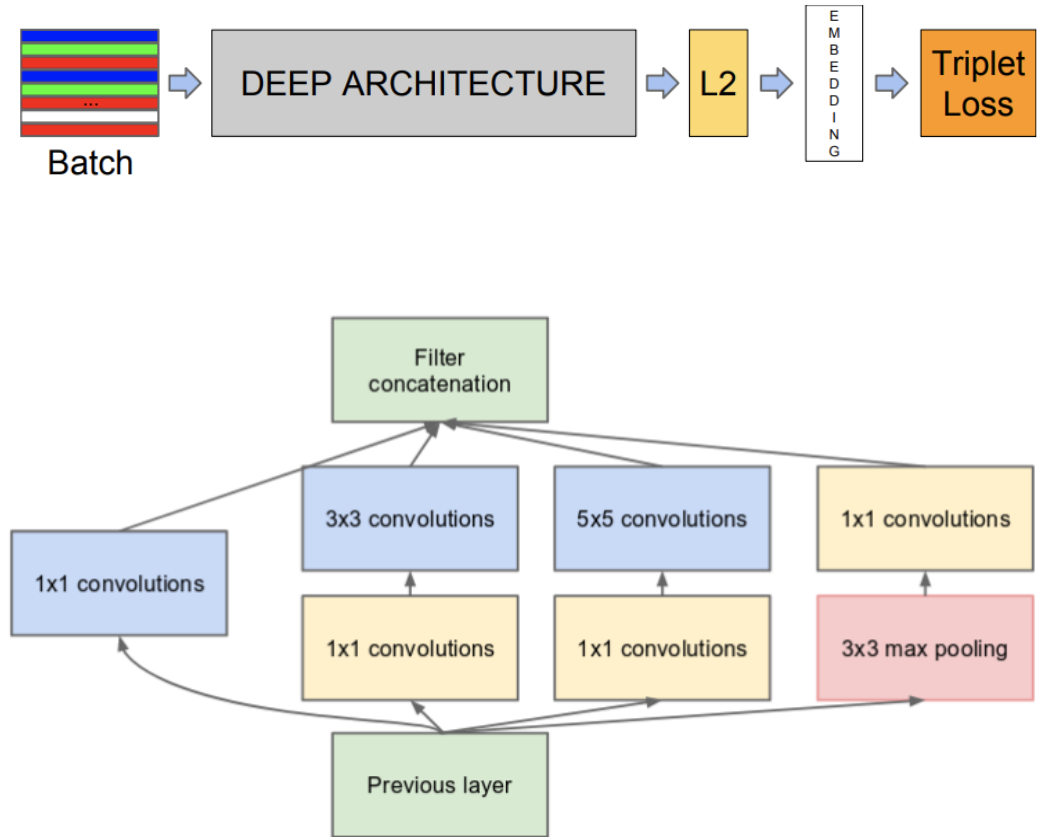 DEEP ARCHITECTURE
L2
E
M
B
E
D
D
I
N
G
Triplet
Loss
...
Batch
Filter
concatenation
3x3 convolutions
5x5 convolutions
1x1 convolutions
1x1 convolutions
1x1 convolutions
1x1 convolutions
3x3 max pooling
Previous layer